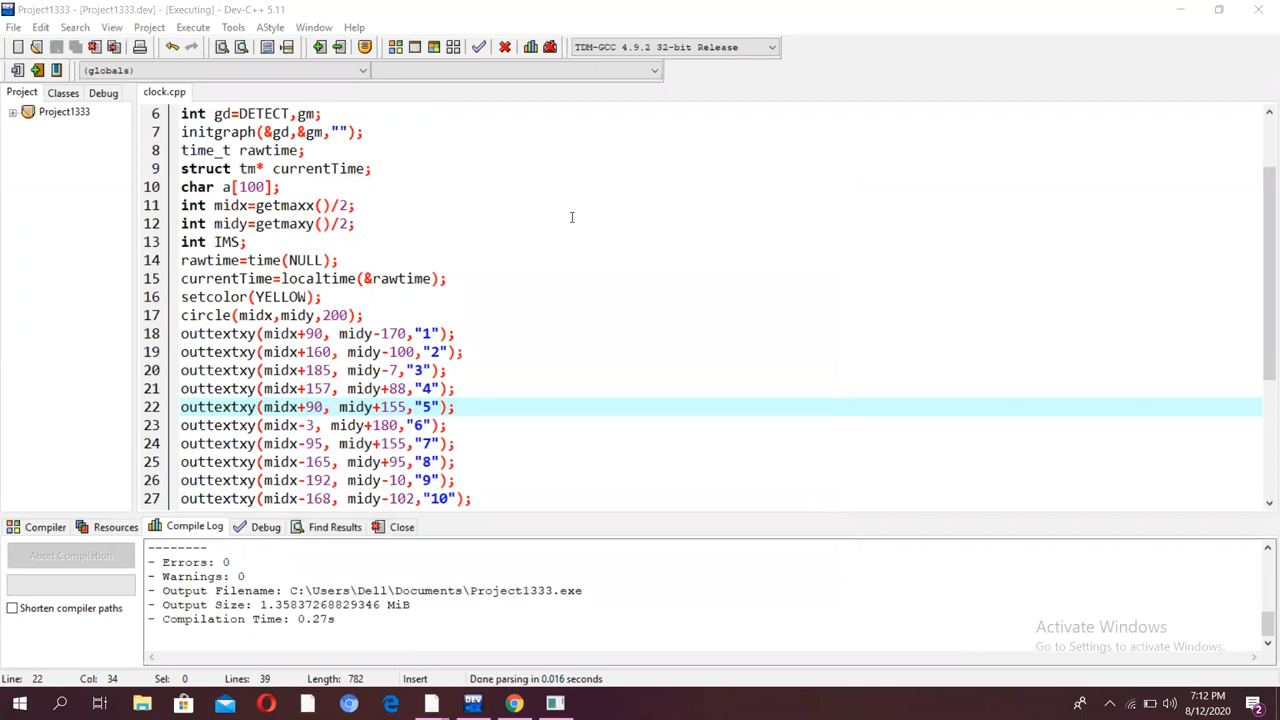 Project1333 - [Project1333.dev] - [Executing] - Dev-C++ 5.11
File Edit Search View Project Execute Tools AStyle Window Help
TDM-GCC 4.9.2 32-bit Release
(globals)
Project Classes Debug clock.cpp
Project1333
6 int gd=DETECT,gm;
7 initgraph(&gd,&gm,"");
8 time_t rawtime;
9 struct tm* currentTime;
10 char a[100];
11 int midx=getmaxx()/2;
12 int midy=getmaxy()/2;
13 int IMS;
14 rawtime=time(NULL);
15 currentTime=localtime(&rawtime);
16 setcolor(YELLOW);
17 circle(midx,midy,200);
18 outtextxy(midx+90, midy-170,"1");
19 outtextxy(midx+160, midy-100,"2");
20 outtextxy(midx+185, midy-7,"3");
21 outtextxy(midx+157, midy+88,"4");
22 outtextxy(midx+90, midy+155,"5");
23 outtextxy(midx-3, midy+180,"6");
24 outtextxy(midx-95, midy+155,"7");
25 outtextxy(midx-165, midy+95,"8");
26 outtextxy(midx-192, midy-10,"9");
27 outtextxy(midx-168, midy-102,"10");
Compiler Resources Compile Log Debug Find Results Close
Abort Compilation
Shorten compiler paths
--------
- Errors: 0
- Warnings: 0
- Output Filename: C:\Users\Dell\Documents\Project1333.exe
- Output Size: 1.35837268829346 MiB
- Compilation Time: 0.27s
Activate Windows
Go to Settings to activate Windows.
Line: 22 Col: 34 Sel: 0 Lines: 39 Length: 782 Insert Done parsing in 0.016 seconds
DEV
7:12 PM
8/12/2020
2